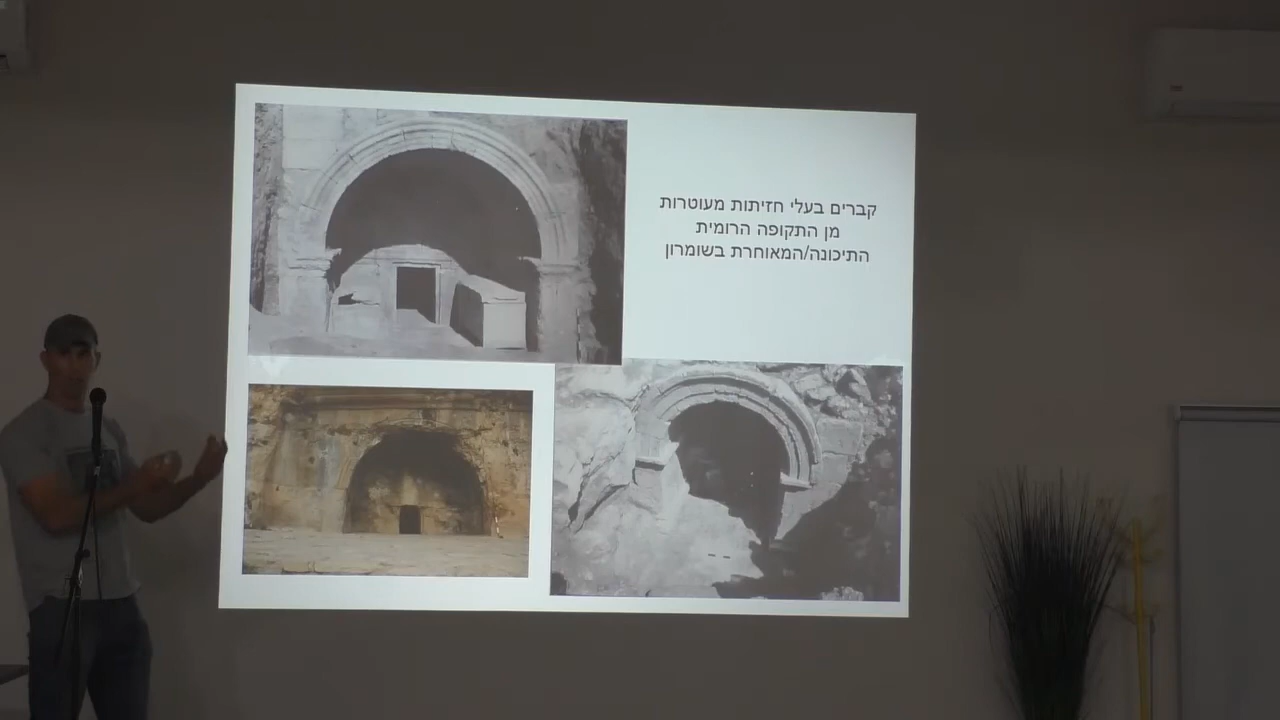 קברים בעלי חזיתות מעוטרות
מן התקופה הרומית
התיכונה/המאוחרת בשומרון